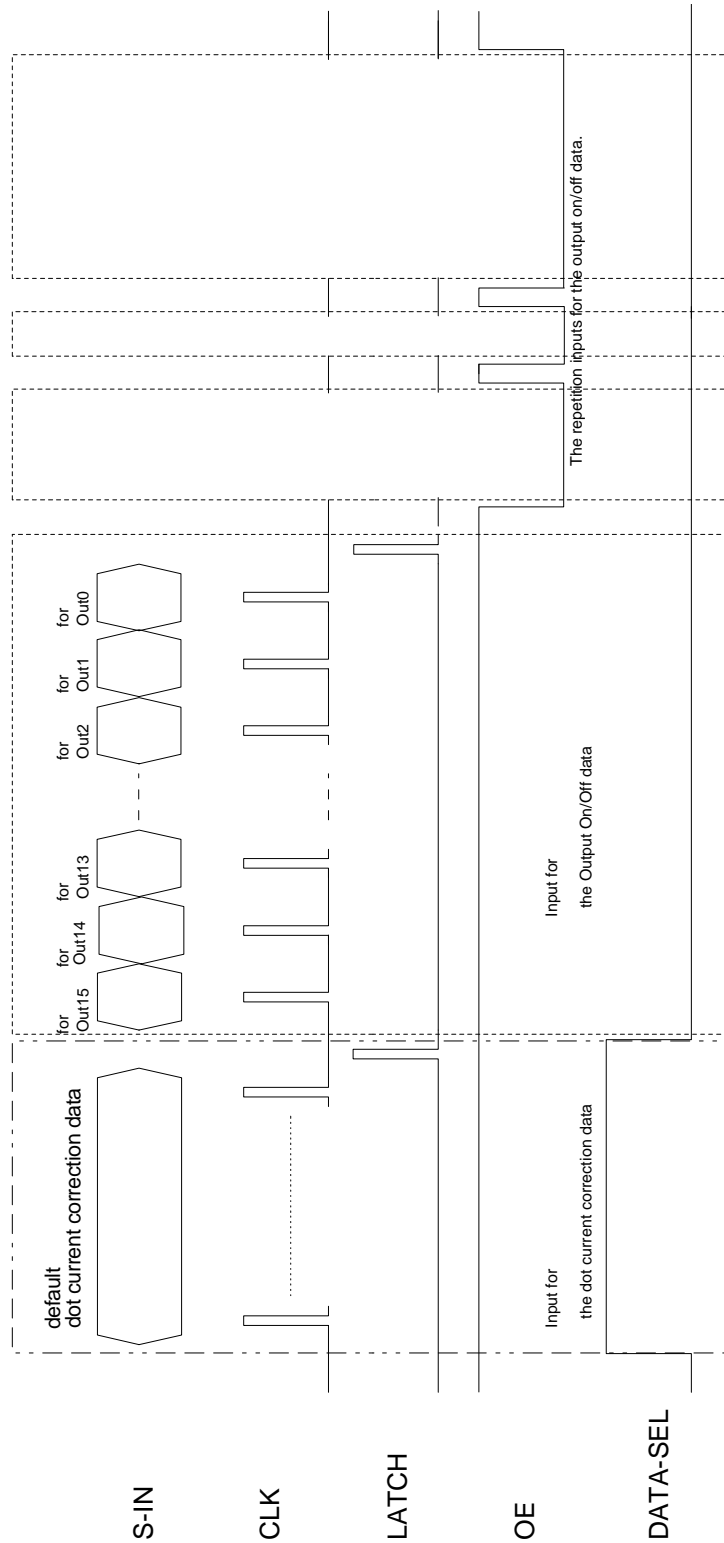 S-IN
CLK
LATCH
OE
DATA-SEL
default
dot current correction data
for
Out15
for
Out14
for
Out13
for
Out2
for
Out1
for
Out0
Input for
the dot current correction data
Input for
the Output On/Off data
The repetition inputs for the output on/off data.